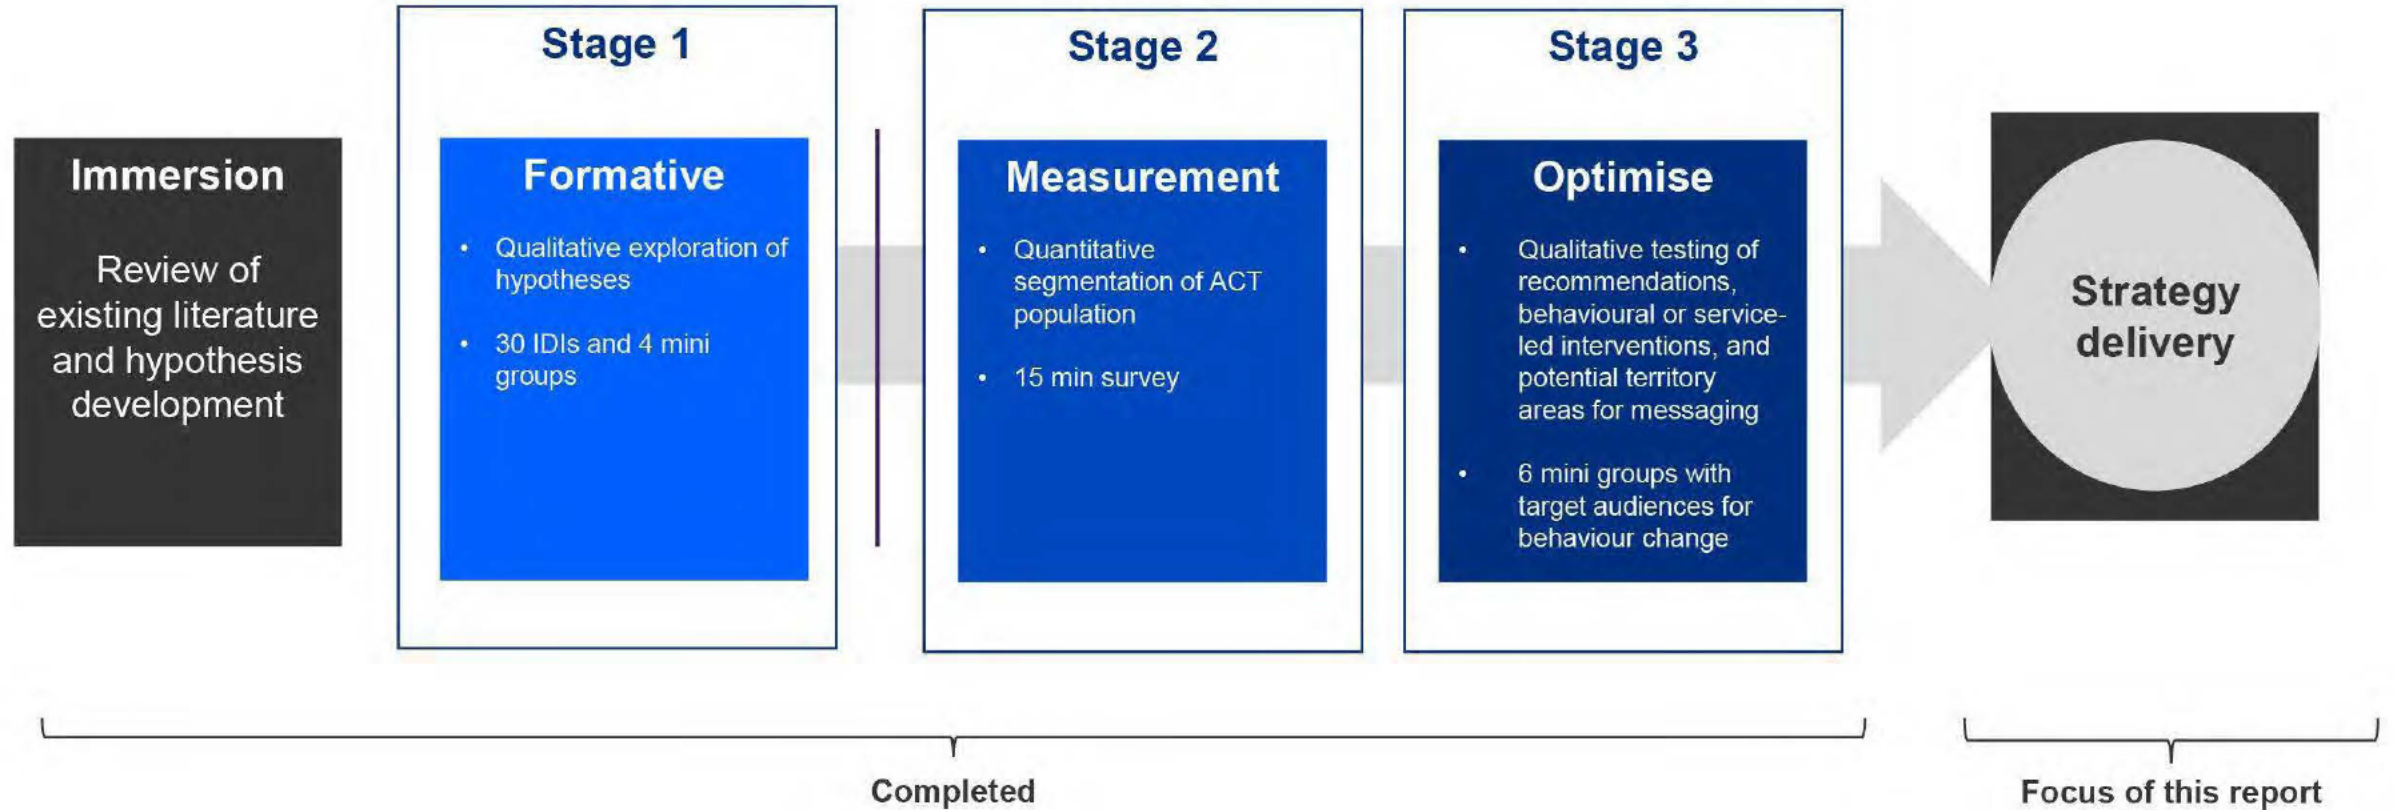 Immersion
Review of
existing literature
and hypothesis
development
Stage 1
Formative
• Qualitative exploration of
hypotheses
• 30 IDIs and 4 mini
groups
Stage 2
Measurement
• Quantitative
segmentation of ACT
population
• 15 min survey
Stage 3
Optimise
• Qualitative testing of
recommendations,
behavioural or service-
led interventions, and
potential territory
areas for messaging
• 6 mini groups with
target audiences for
behaviour change
Strategy
delivery
Completed
Focus of this report